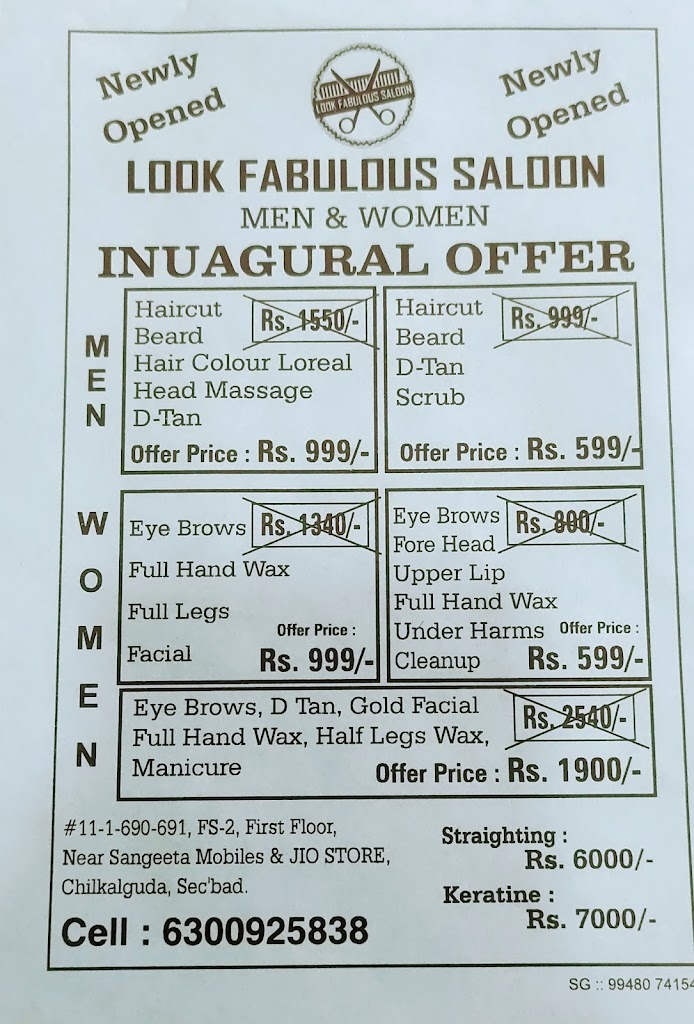 Newly
Opened
LOOK FABULOUS SALOON
Newly
Opened
LOOK FABULOUS SALOON
MEN & WOMEN
INUAGURAL OFFER
MEN
Haircut Rs. 1550/-
Beard
Hair Colour Loreal
Head Massage
D-Tan
Offer Price : Rs. 999/-
Haircut Rs. 999/-
Beard
D-Tan
Scrub
Offer Price : Rs. 599/-
WOMEN
Eye Brows Rs. 1340/-
Full Hand Wax
Full Legs
Offer Price :
Facial Rs. 999/-
Eye Brows Rs. 800/-
Fore Head
Upper Lip
Full Hand Wax
Under Harms Offer Price :
Cleanup Rs. 599/-
Eye Brows, D Tan, Gold Facial Rs. 2540/-
Full Hand Wax, Half Legs Wax,
Manicure Offer Price : Rs. 1900/-
#11-1-690-691, FS-2, First Floor,
Near Sangeeta Mobiles & JIO STORE,
Chilkalguda, Sec'bad.
Cell : 6300925838
Straighting :
Rs. 6000/-
Keratine :
Rs. 7000/-
SG :: 99480 74154